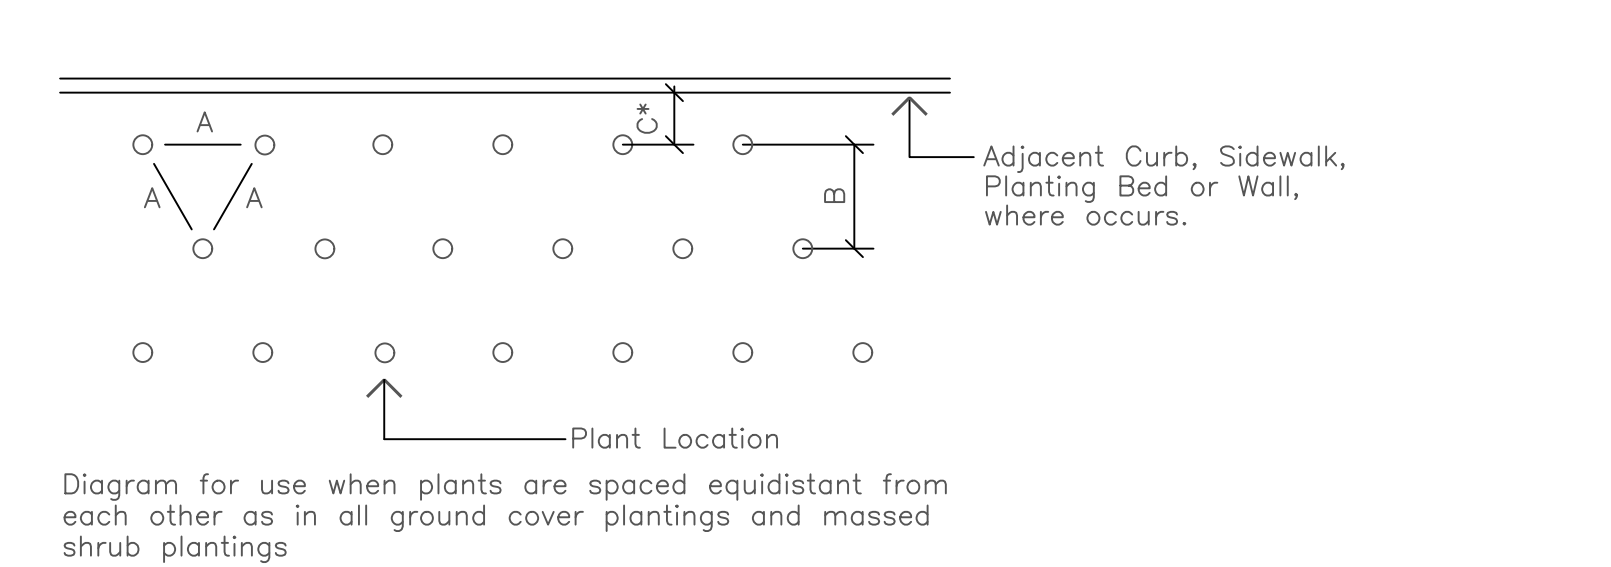 A
C*
A
A
B
Adjacent Curb, Sidewalk,
Planting Bed or Wall,
where occurs.
Plant Location
Diagram for use when plants are spaced equidistant from
each other as in all ground cover plantings and massed
shrub plantings